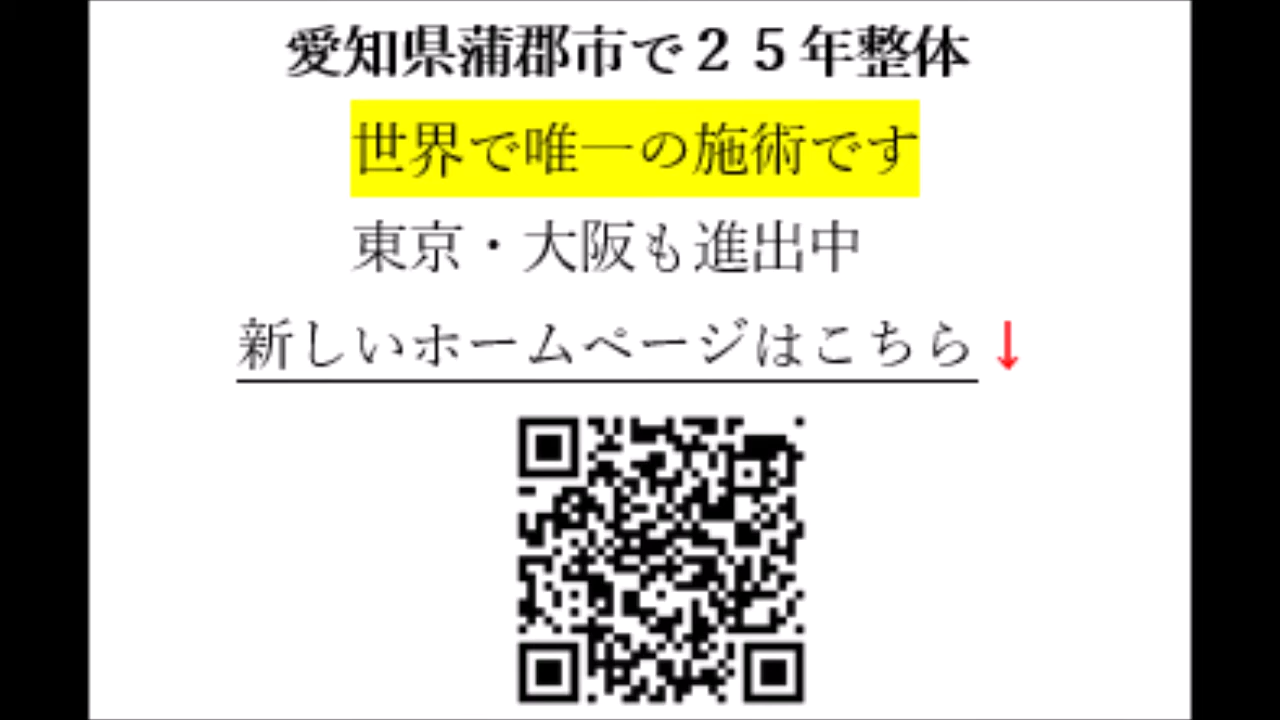 愛知県蒲郡市で２５年整体
世界で唯一の施術です
東京・大阪も進出中
新しいホームページはこちら↓